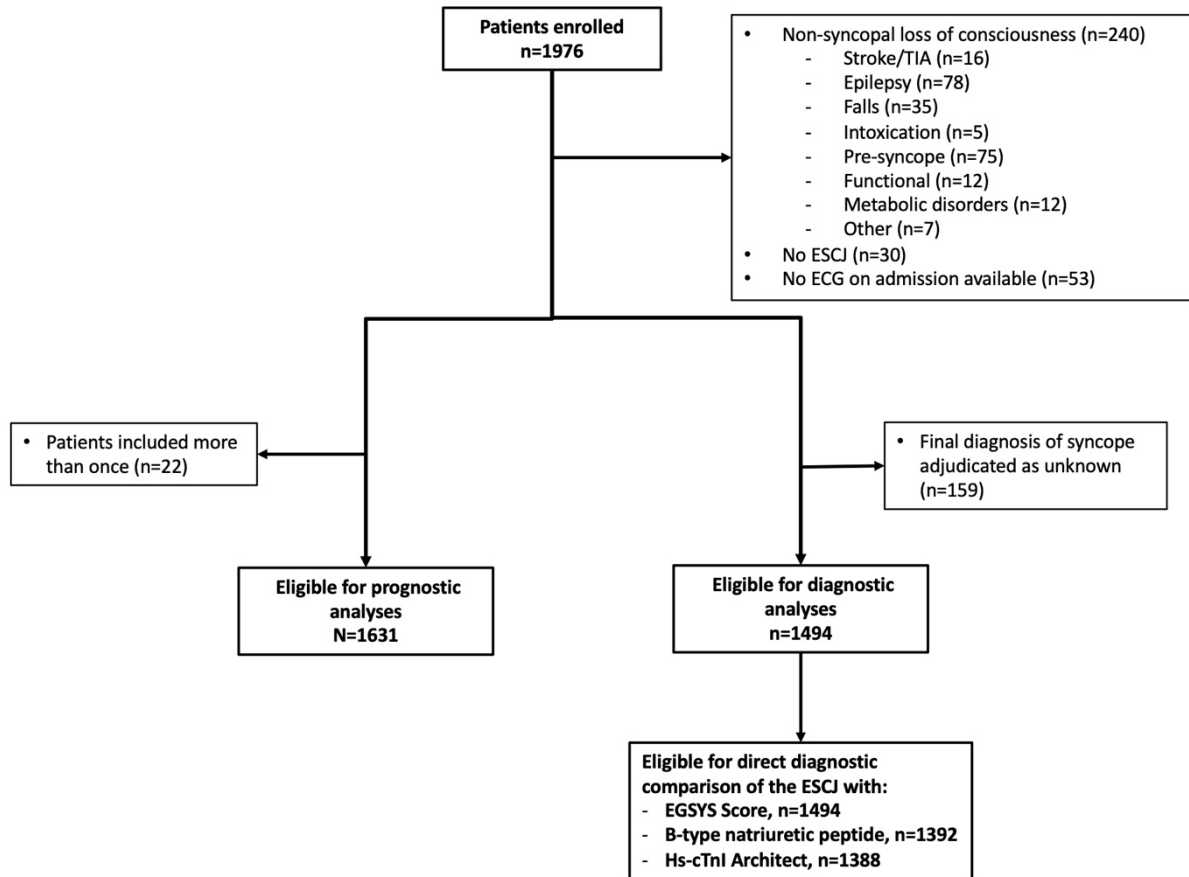 Patients enrolled
n=1976
• Non-syncopal loss of consciousness (n=240)
- Stroke/TIA (n=16)
- Epilepsy (n=78)
- Falls (n=35)
- Intoxication (n=5)
- Pre-syncope (n=75)
- Functional (n=12)
- Metabolic disorders (n=12)
- Other (n=7)
• No ESCJ (n=30)
• No ECG on admission available (n=53)
• Patients included more
than once (n=22)
• Final diagnosis of syncope
adjudicated as unknown
(n=159)
Eligible for prognostic
analyses
N=1631
Eligible for diagnostic
analyses
n=1494
Eligible for direct diagnostic
comparison of the ESCJ with:
- EGSYS Score, n=1494
- B-type natriuretic peptide, n=1392
- Hs-cTnI Architect, n=1388